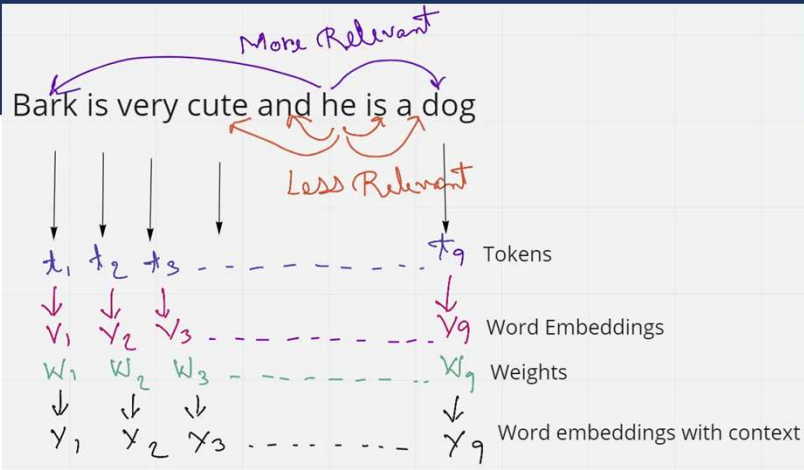 More Relevant
Bark is very cute and he is a dog
Less Relevant
t1 t2 t3 - - - - - - - - t9 Tokens
V1 V2 V3 - - - - - - - - V9 Word Embeddings
W1 W2 W3 - - - - - - - - W9 Weights
Y1 Y2 Y3 - - - - - - - - Y9 Word embeddings with context